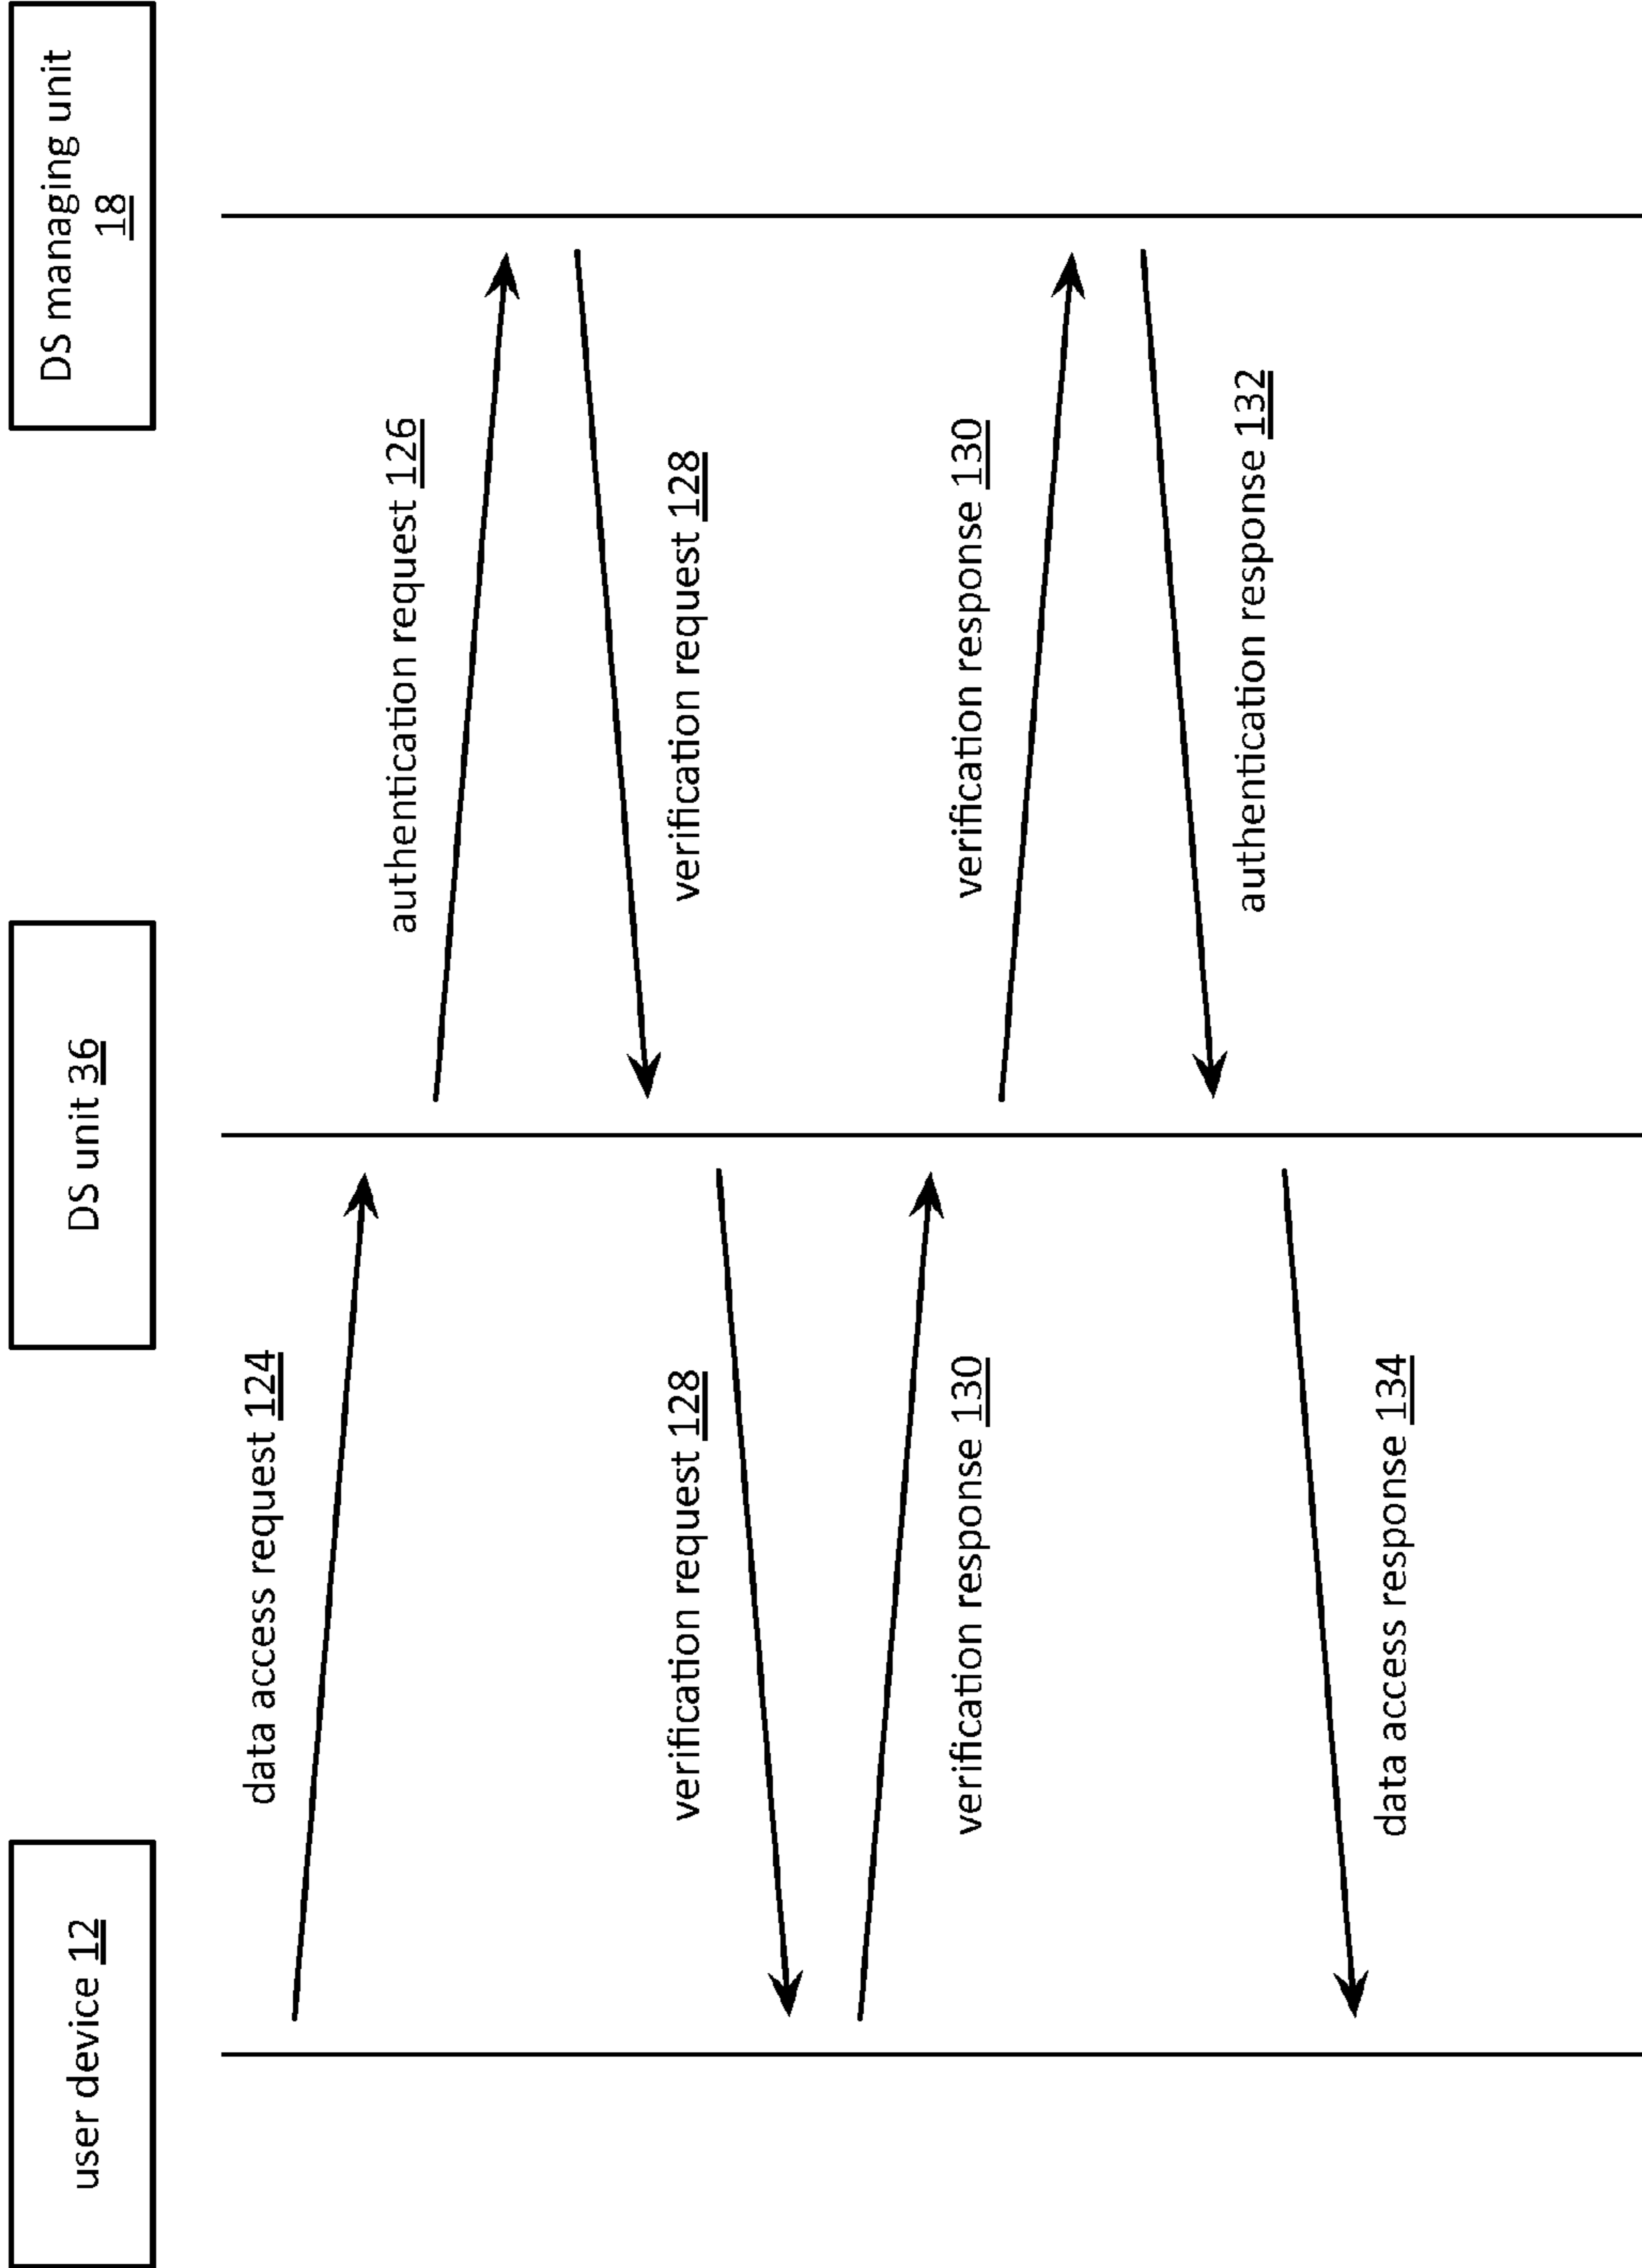 user device 12
DS unit 36
DS managing unit
18
data access request 124
authentication request 126
verification request 128
verification request 128
verification response 130
verification response 130
authentication response 132
data access response 134